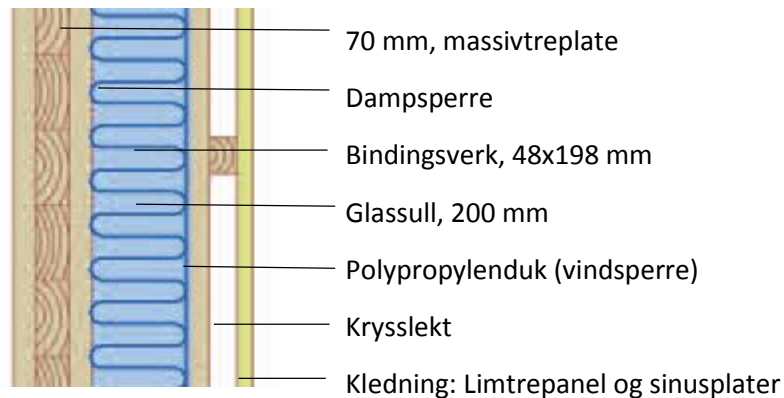 70 mm, massivtreplate
Dampsperre
Bindingsverk, 48x198 mm
Glassull, 200 mm
Polypropylenduk (vindsperre)
Krysslekt
Kledning: Limtrepanel og sinusplater